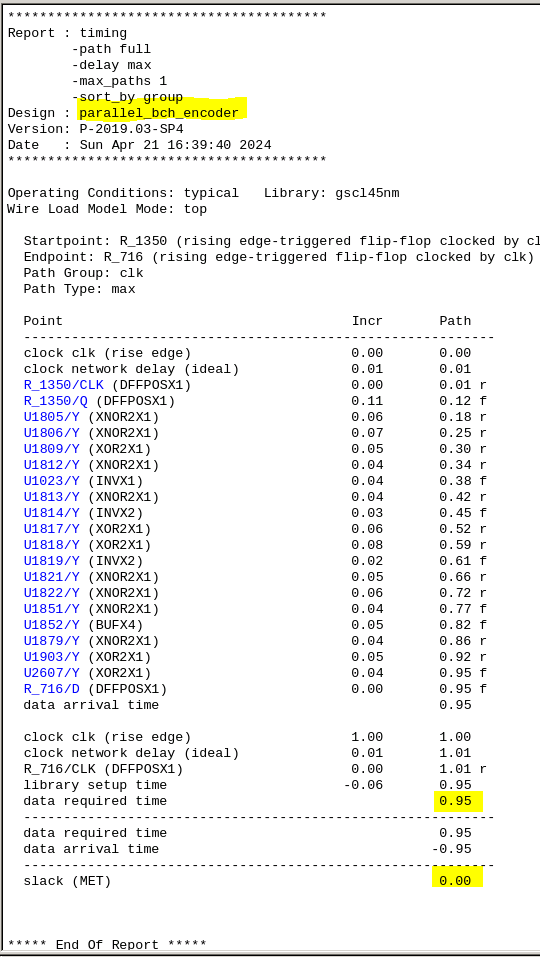 ****************************************
Report : timing
        -path full
        -delay max
        -max_paths 1
        -sort_by group
Design : parallel_bch_encoder
Version: P-2019.03-SP4
Date   : Sun Apr 21 16:39:40 2024
****************************************

Operating Conditions: typical   Library: gscl45nm
Wire Load Model Mode: top

  Startpoint: R_1350 (rising edge-triggered flip-flop clocked by cl
  Endpoint: R_716 (rising edge-triggered flip-flop clocked by clk)
  Path Group: clk
  Path Type: max

  Point                                    Incr       Path
  -----------------------------------------------------------
  clock clk (rise edge)                    0.00       0.00
  clock network delay (ideal)              0.01       0.01
  R_1350/CLK (DFFPOSX1)                    0.00       0.01 r
  R_1350/Q (DFFPOSX1)                      0.11       0.12 f
  U1805/Y (XNOR2X1)                        0.06       0.18 r
  U1806/Y (XNOR2X1)                        0.07       0.25 r
  U1809/Y (XOR2X1)                         0.05       0.30 r
  U1812/Y (XNOR2X1)                        0.04       0.34 r
  U1023/Y (INVX1)                          0.04       0.38 f
  U1813/Y (XNOR2X1)                        0.04       0.42 r
  U1814/Y (INVX2)                          0.03       0.45 f
  U1817/Y (XOR2X1)                         0.06       0.52 r
  U1818/Y (XOR2X1)                         0.08       0.59 r
  U1819/Y (INVX2)                          0.02       0.61 f
  U1821/Y (XNOR2X1)                        0.05       0.66 r
  U1822/Y (XNOR2X1)                        0.06       0.72 r
  U1851/Y (XNOR2X1)                        0.04       0.77 f
  U1852/Y (BUFX4)                          0.05       0.82 f
  U1879/Y (XNOR2X1)                        0.04       0.86 r
  U1903/Y (XOR2X1)                         0.05       0.92 r
  U2607/Y (XOR2X1)                         0.04       0.95 f
  R_716/D (DFFPOSX1)                       0.00       0.95 f
  data arrival time                                   0.95

  clock clk (rise edge)                    1.00       1.00
  clock network delay (ideal)              0.01       1.01
  R_716/CLK (DFFPOSX1)                     0.00       1.01 r
  library setup time                      -0.06       0.95
  data required time                                  0.95
  -----------------------------------------------------------
  data required time                                  0.95
  data arrival time                                  -0.95
  -----------------------------------------------------------
  slack (MET)                                         0.00

***** End Of Report *****